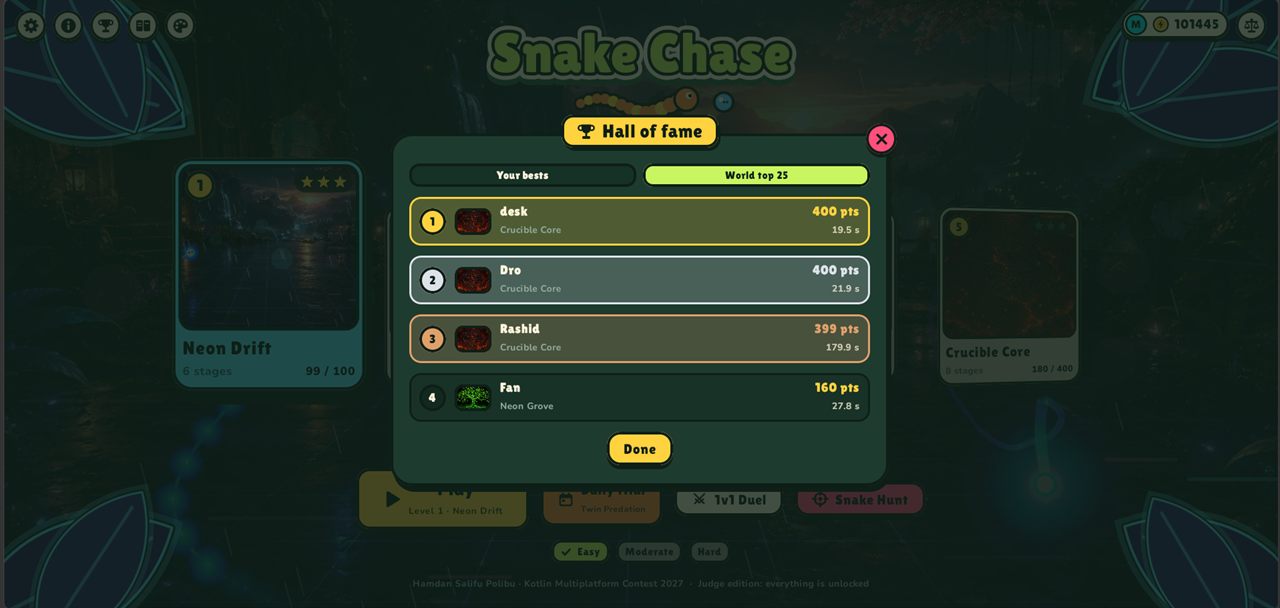 M
101445
Snake Chase
Hall of fame
Your bests
World top 25
1
desk
400 pts
Crucible Core
19.5 s
2
Dro
400 pts
Crucible Core
21.9 s
3
Rashid
399 pts
Crucible Core
179.9 s
4
Fan
160 pts
Neon Grove
27.8 s
Done
1
Neon Drift
6 stages
99 / 100
5
Crucible Core
180 / 400
Play
Level 1 · Neon Drift
Daily Trial
Twin Predation
1v1 Duel
Snake Hunt
Easy
Moderate
Hard
Hamdan Salifu Polibu · Kotlin Multiplatform Contest 2027 · Judge edition: everything is unlocked